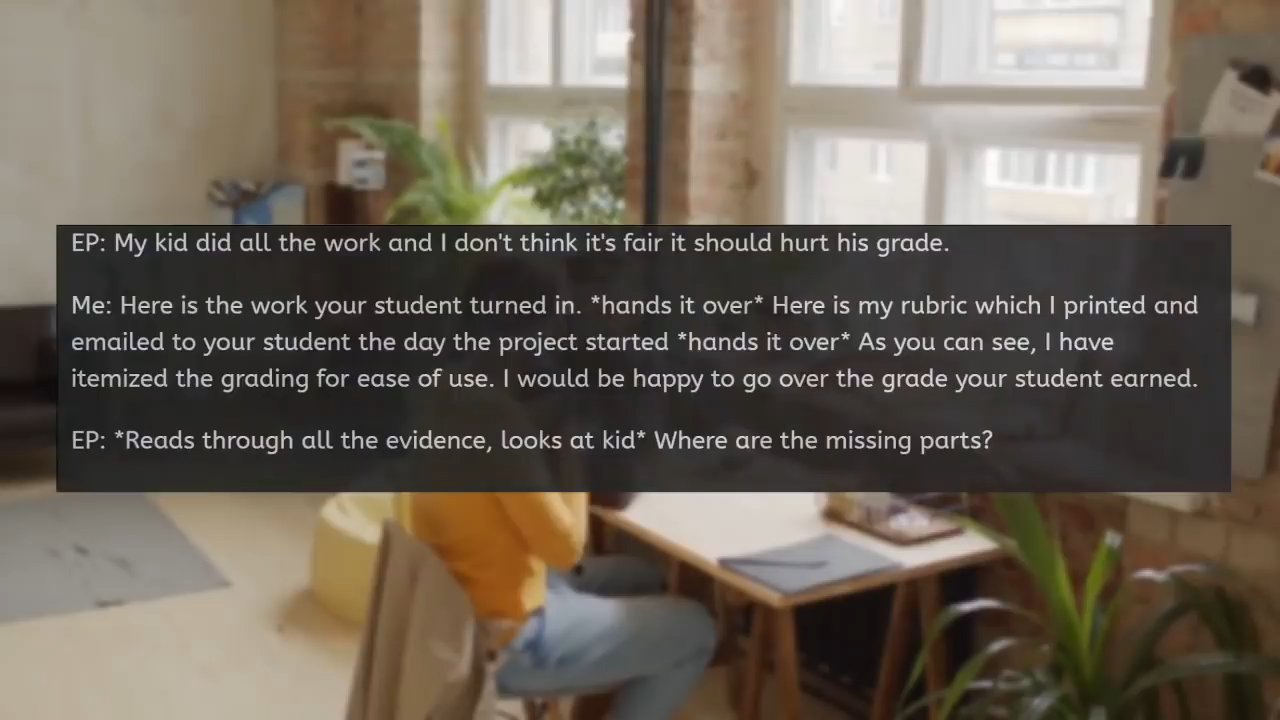 EP: My kid did all the work and I don't think it's fair it should hurt his grade.
Me: Here is the work your student turned in. *hands it over* Here is my rubric which I printed and
emailed to your student the day the project started *hands it over* As you can see, I have
itemized the grading for ease of use. I would be happy to go over the grade your student earned.
EP: *Reads through all the evidence, looks at kid* Where are the missing parts?